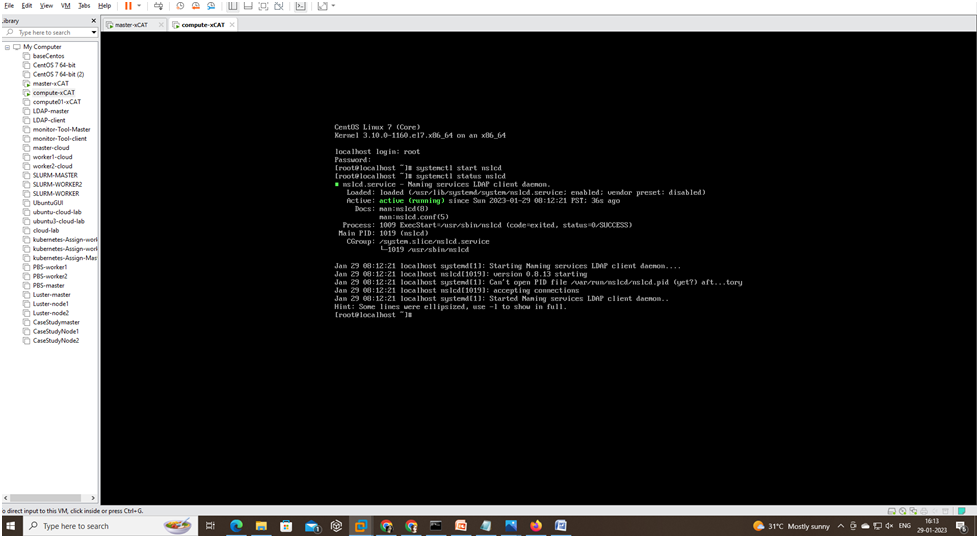 File Edit View VM Tabs Help
Library
Type here to search
master-xCAT
compute-xCAT
My Computer
baseCentos
CentOS 7 64-bit
CentOS 7 64-bit (2)
master-xCAT
compute-xCAT
compute01-xCAT
LDAP-master
LDAP-client
monitor-Tool-Master
monitor-Tool-client
master-cloud
worker1-cloud
worker2-cloud
SLURM-MASTER
SLURM-WORKER2
SLURM-WORKER
UbuntuGUI
ubuntu-cloud-lab
ubuntu3-cloud-lab
cloud-lab
kubernetes-Assign-worl
kubernetes-Assign-worl
kubernetes-Assign-Mas
PBS-worker1
PBS-worker2
PBS-master
Luster-master
Luster-node1
Luster-node2
CaseStudymaster
CaseStudyNode1
CaseStudyNode2
CentOS Linux 7 (Core)
Kernel 3.10.0-1160.el7.x86_64 on an x86_64
localhost login: root
Password:
[root@localhost ~]# systemctl start nslcd
[root@localhost ~]# systemctl status nslcd
nslcd.service - Naming services LDAP client daemon.
Loaded: loaded (/usr/lib/systemd/system/nslcd.service; enabled; vendor preset: disabled)
Active: active (running) since Sun 2023-01-29 08:12:21 PST; 36s ago
Docs: man:nslcd(8)
man:nslcd.conf(5)
Process: 1009 ExecStart=/usr/sbin/nslcd (code=exited, status=0/SUCCESS)
Main PID: 1019 (nslcd)
CGroup: /system.slice/nslcd.service
└─1019 /usr/sbin/nslcd
Jan 29 08:12:21 localhost systemd[1]: Starting Naming services LDAP client daemon....
Jan 29 08:12:21 localhost nslcd[1019]: version 0.8.13 starting
Jan 29 08:12:21 localhost systemd[1]: Can't open PID file /var/run/nslcd/nslcd.pid (yet?) aft...tory
Jan 29 08:12:21 localhost nslcd[1019]: accepting connections
Jan 29 08:12:21 localhost systemd[1]: Started Naming services LDAP client daemon..
Hint: Some lines were ellipsized, use -l to show in full.
[root@localhost ~]#
o direct input to this VM, click inside or press Ctrl+G.
Type here to search
31°C Mostly sunny
ENG
16:13
29-01-2023